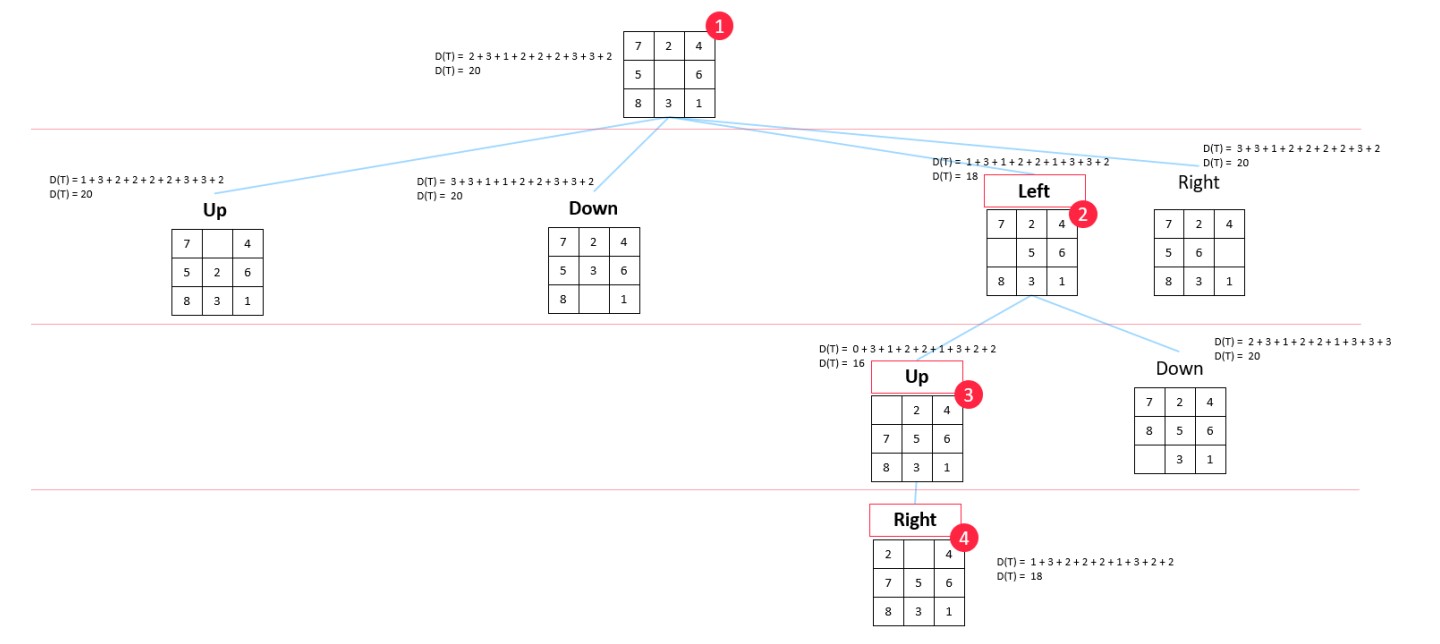 1
D(T) = 2 + 3 + 1 + 2 + 2 + 2 + 3 + 3 + 2
D(T) = 20
7 2 4
5 6
8 3 1
D(T) = 1 + 3 + 2 + 2 + 2 + 2 + 3 + 3 + 2
D(T) = 20
Up
7 4
5 2 6
8 3 1
D(T) = 3 + 3 + 1 + 1 + 2 + 2 + 3 + 3 + 2
D(T) = 20
Down
7 2 4
5 3 6
8 1
D(T) = 1 + 3 + 1 + 2 + 2 + 1 + 3 + 3 + 2
D(T) = 18
Left
2
7 2 4
5 6
8 3 1
D(T) = 3 + 3 + 1 + 2 + 2 + 2 + 2 + 3 + 2
D(T) = 20
Right
7 2 4
5 6
8 3 1
D(T) = 0 + 3 + 1 + 2 + 2 + 1 + 3 + 2 + 2
D(T) = 16
Up
3
2 4
7 5 6
8 3 1
D(T) = 2 + 3 + 1 + 2 + 2 + 1 + 3 + 3 + 3
D(T) = 20
Down
7 2 4
8 5 6
3 1
Right
4
2 4
7 5 6
8 3 1
D(T) = 1 + 3 + 2 + 2 + 2 + 1 + 3 + 2 + 2
D(T) = 18